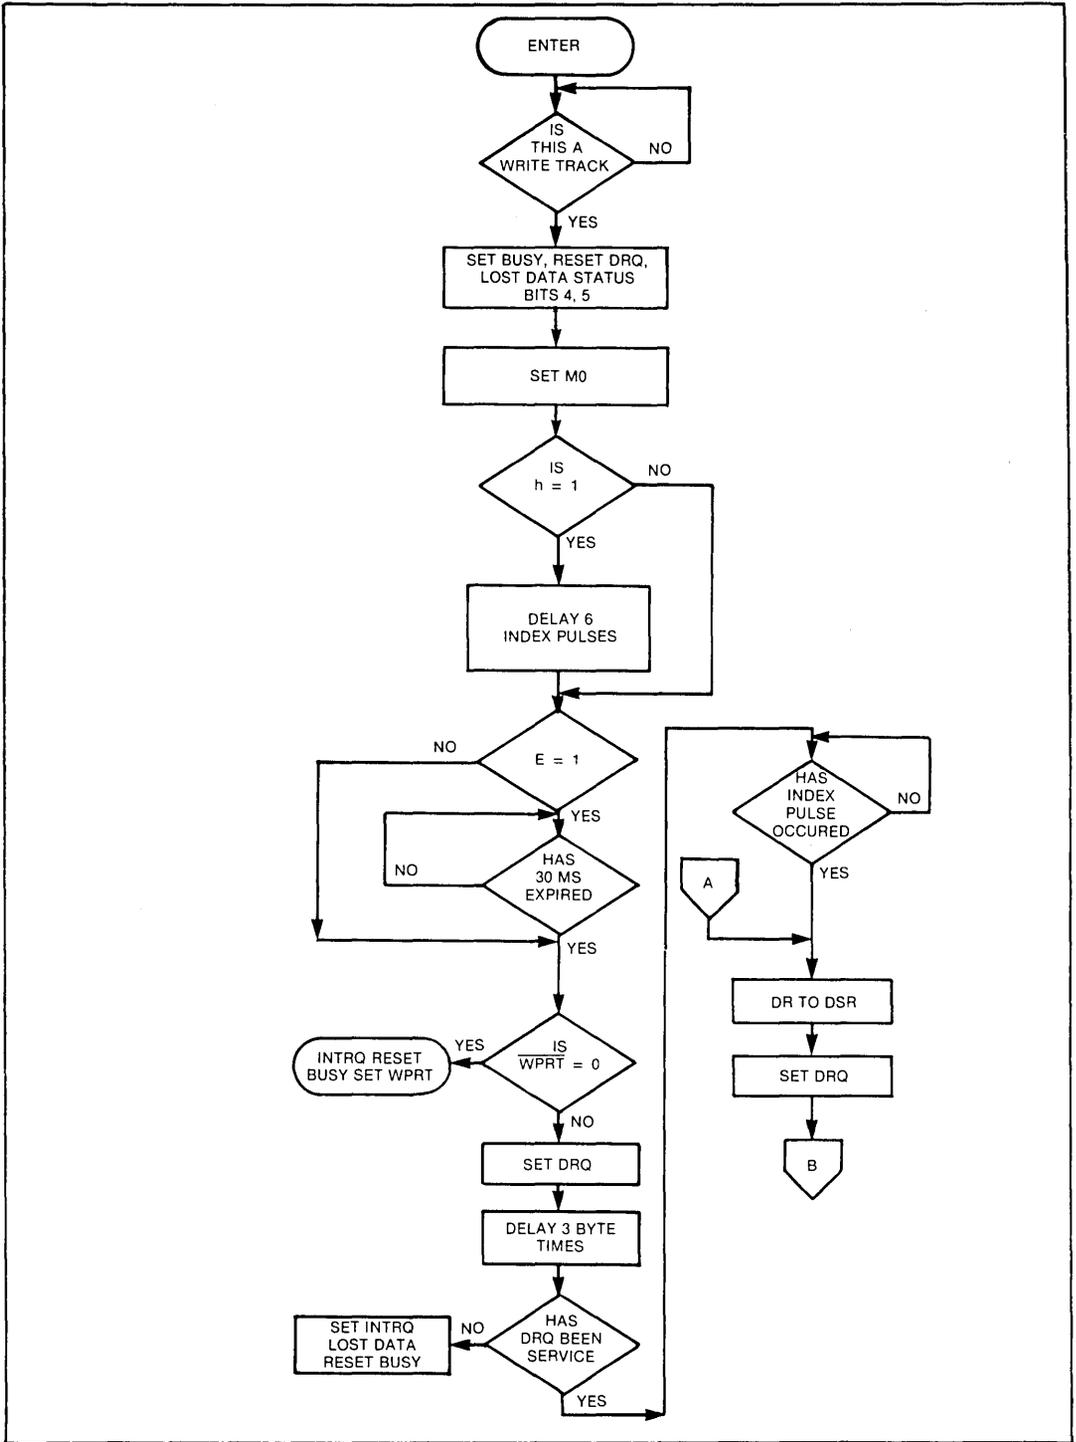 ENTER
IS
THIS A
WRITE TRACK
NO
YES
SET BUSY, RESET DRQ,
LOST DATA STATUS
BITS 4, 5
SET M0
IS
h = 1
NO
YES
DELAY 6
INDEX PULSES
E = 1
NO
YES
HAS
30 MS
EXPIRED
NO
YES
IS
W̅P̅R̅T̅ = 0
YES
INTRQ RESET
BUSY SET WPRT
NO
SET DRQ
DELAY 3 BYTE
TIMES
HAS
DRQ BEEN
SERVICE
NO
SET INTRQ
LOST DATA
RESET BUSY
YES
HAS
INDEX
PULSE
OCCURED
NO
YES
A
DR TO DSR
SET DRQ
B